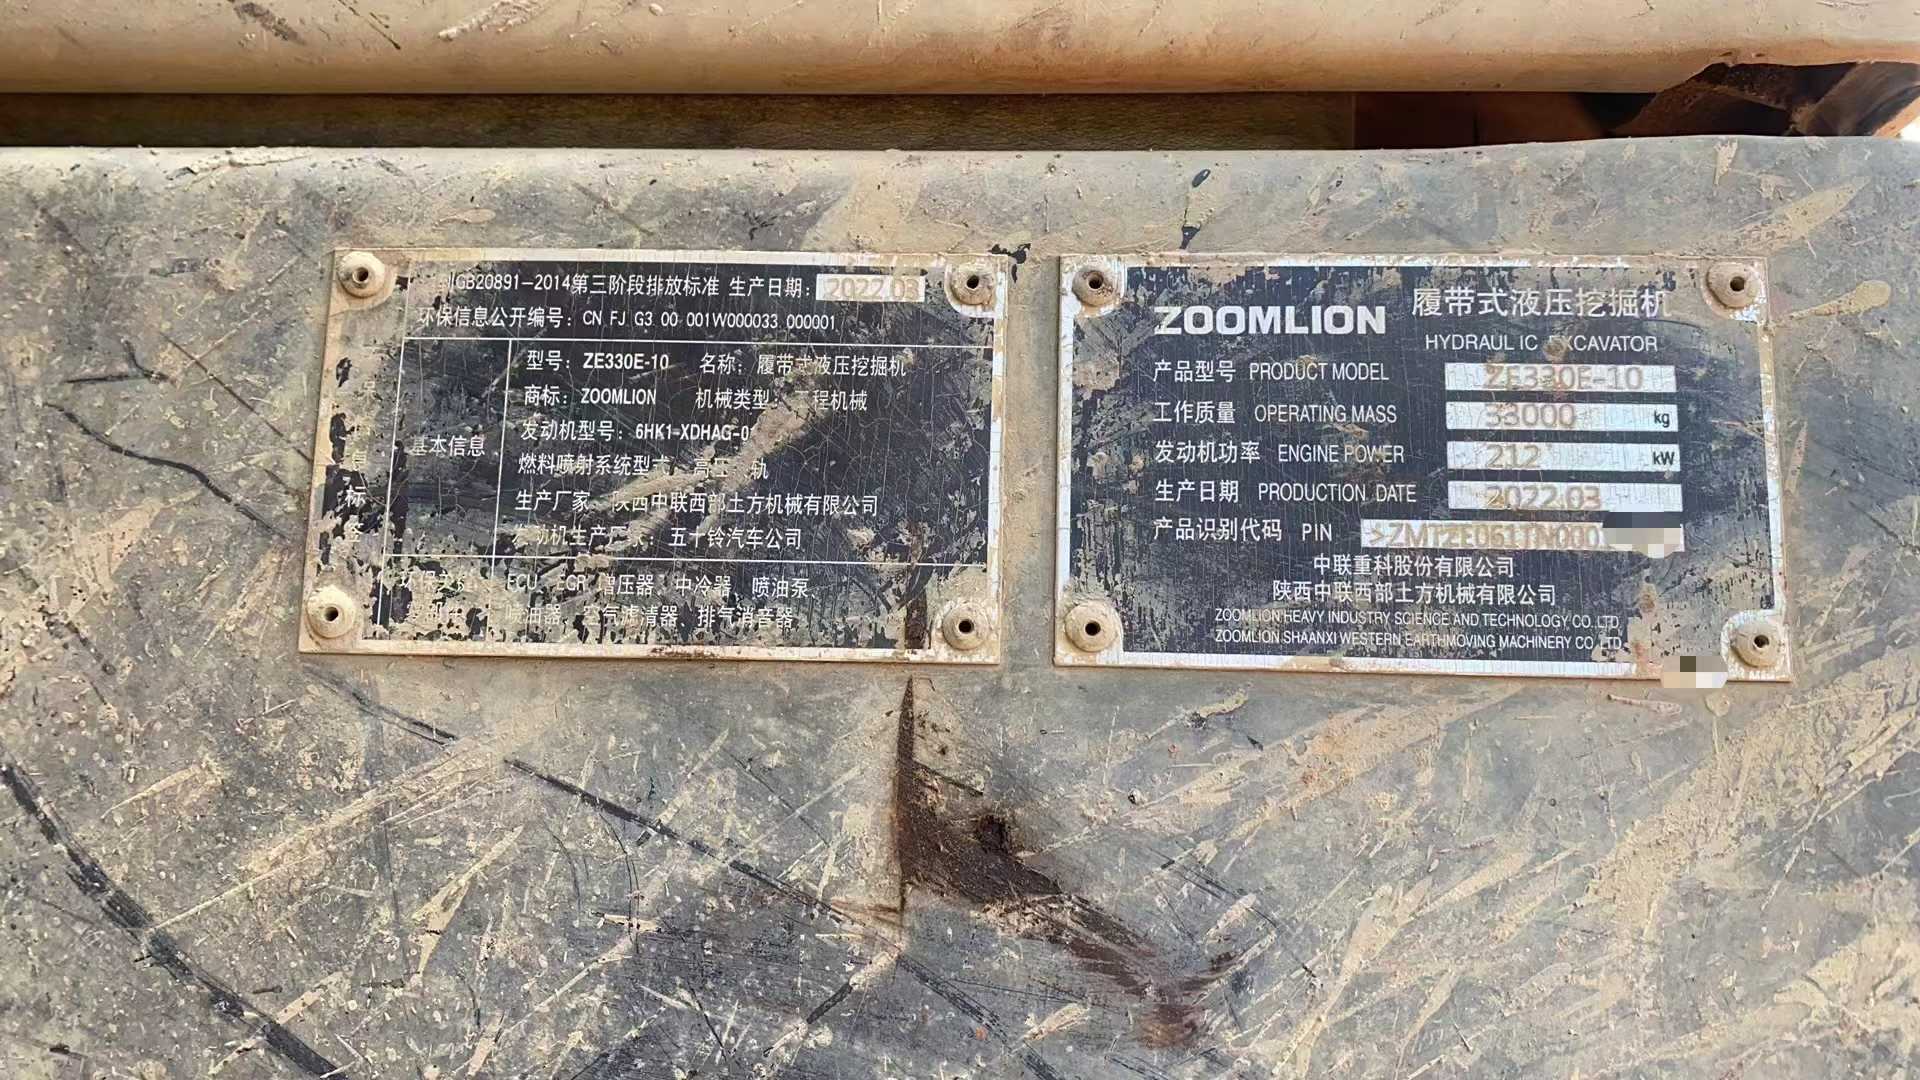 GB20891-2014第三阶段排放标准 生产日期: 2022.03
环保信息公开编号: CN FJ G3 00 001W000033 000001
型号: ZE330E-10 名称: 履带式液压挖掘机
商标: ZOOMLION 机械类型: 程机械
发动机型号: 6HK1-XDHAG-0
基本信息
燃料喷射系统型式 高 轨
生产厂家 陕西中联西部土方机械有限公司
发动机生产厂家: 五十铃汽车公司
ECU、EGR 增压器、中冷器、喷油泵、
喷油器、空气滤清器、排气消音器
信
标
签
ZOOMLION 履带式液压挖掘机
HYDRAULIC EXCAVATOR
产品型号 PRODUCT MODEL ZE330E-10
工作质量 OPERATING MASS 33000 kg
发动机功率 ENGINE POWER 212 kW
生产日期 PRODUCTION DATE 2022.03
产品识别代码 PIN >ZMTZE061TN000
中联重科股份有限公司
陕西中联西部土方机械有限公司
ZOOMLION HEAVY INDUSTRY SCIENCE AND TECHNOLOGY CO.,LTD.
ZOOMLION SHAANXI WESTERN EARTHMOVING MACHINERY CO.,LTD.